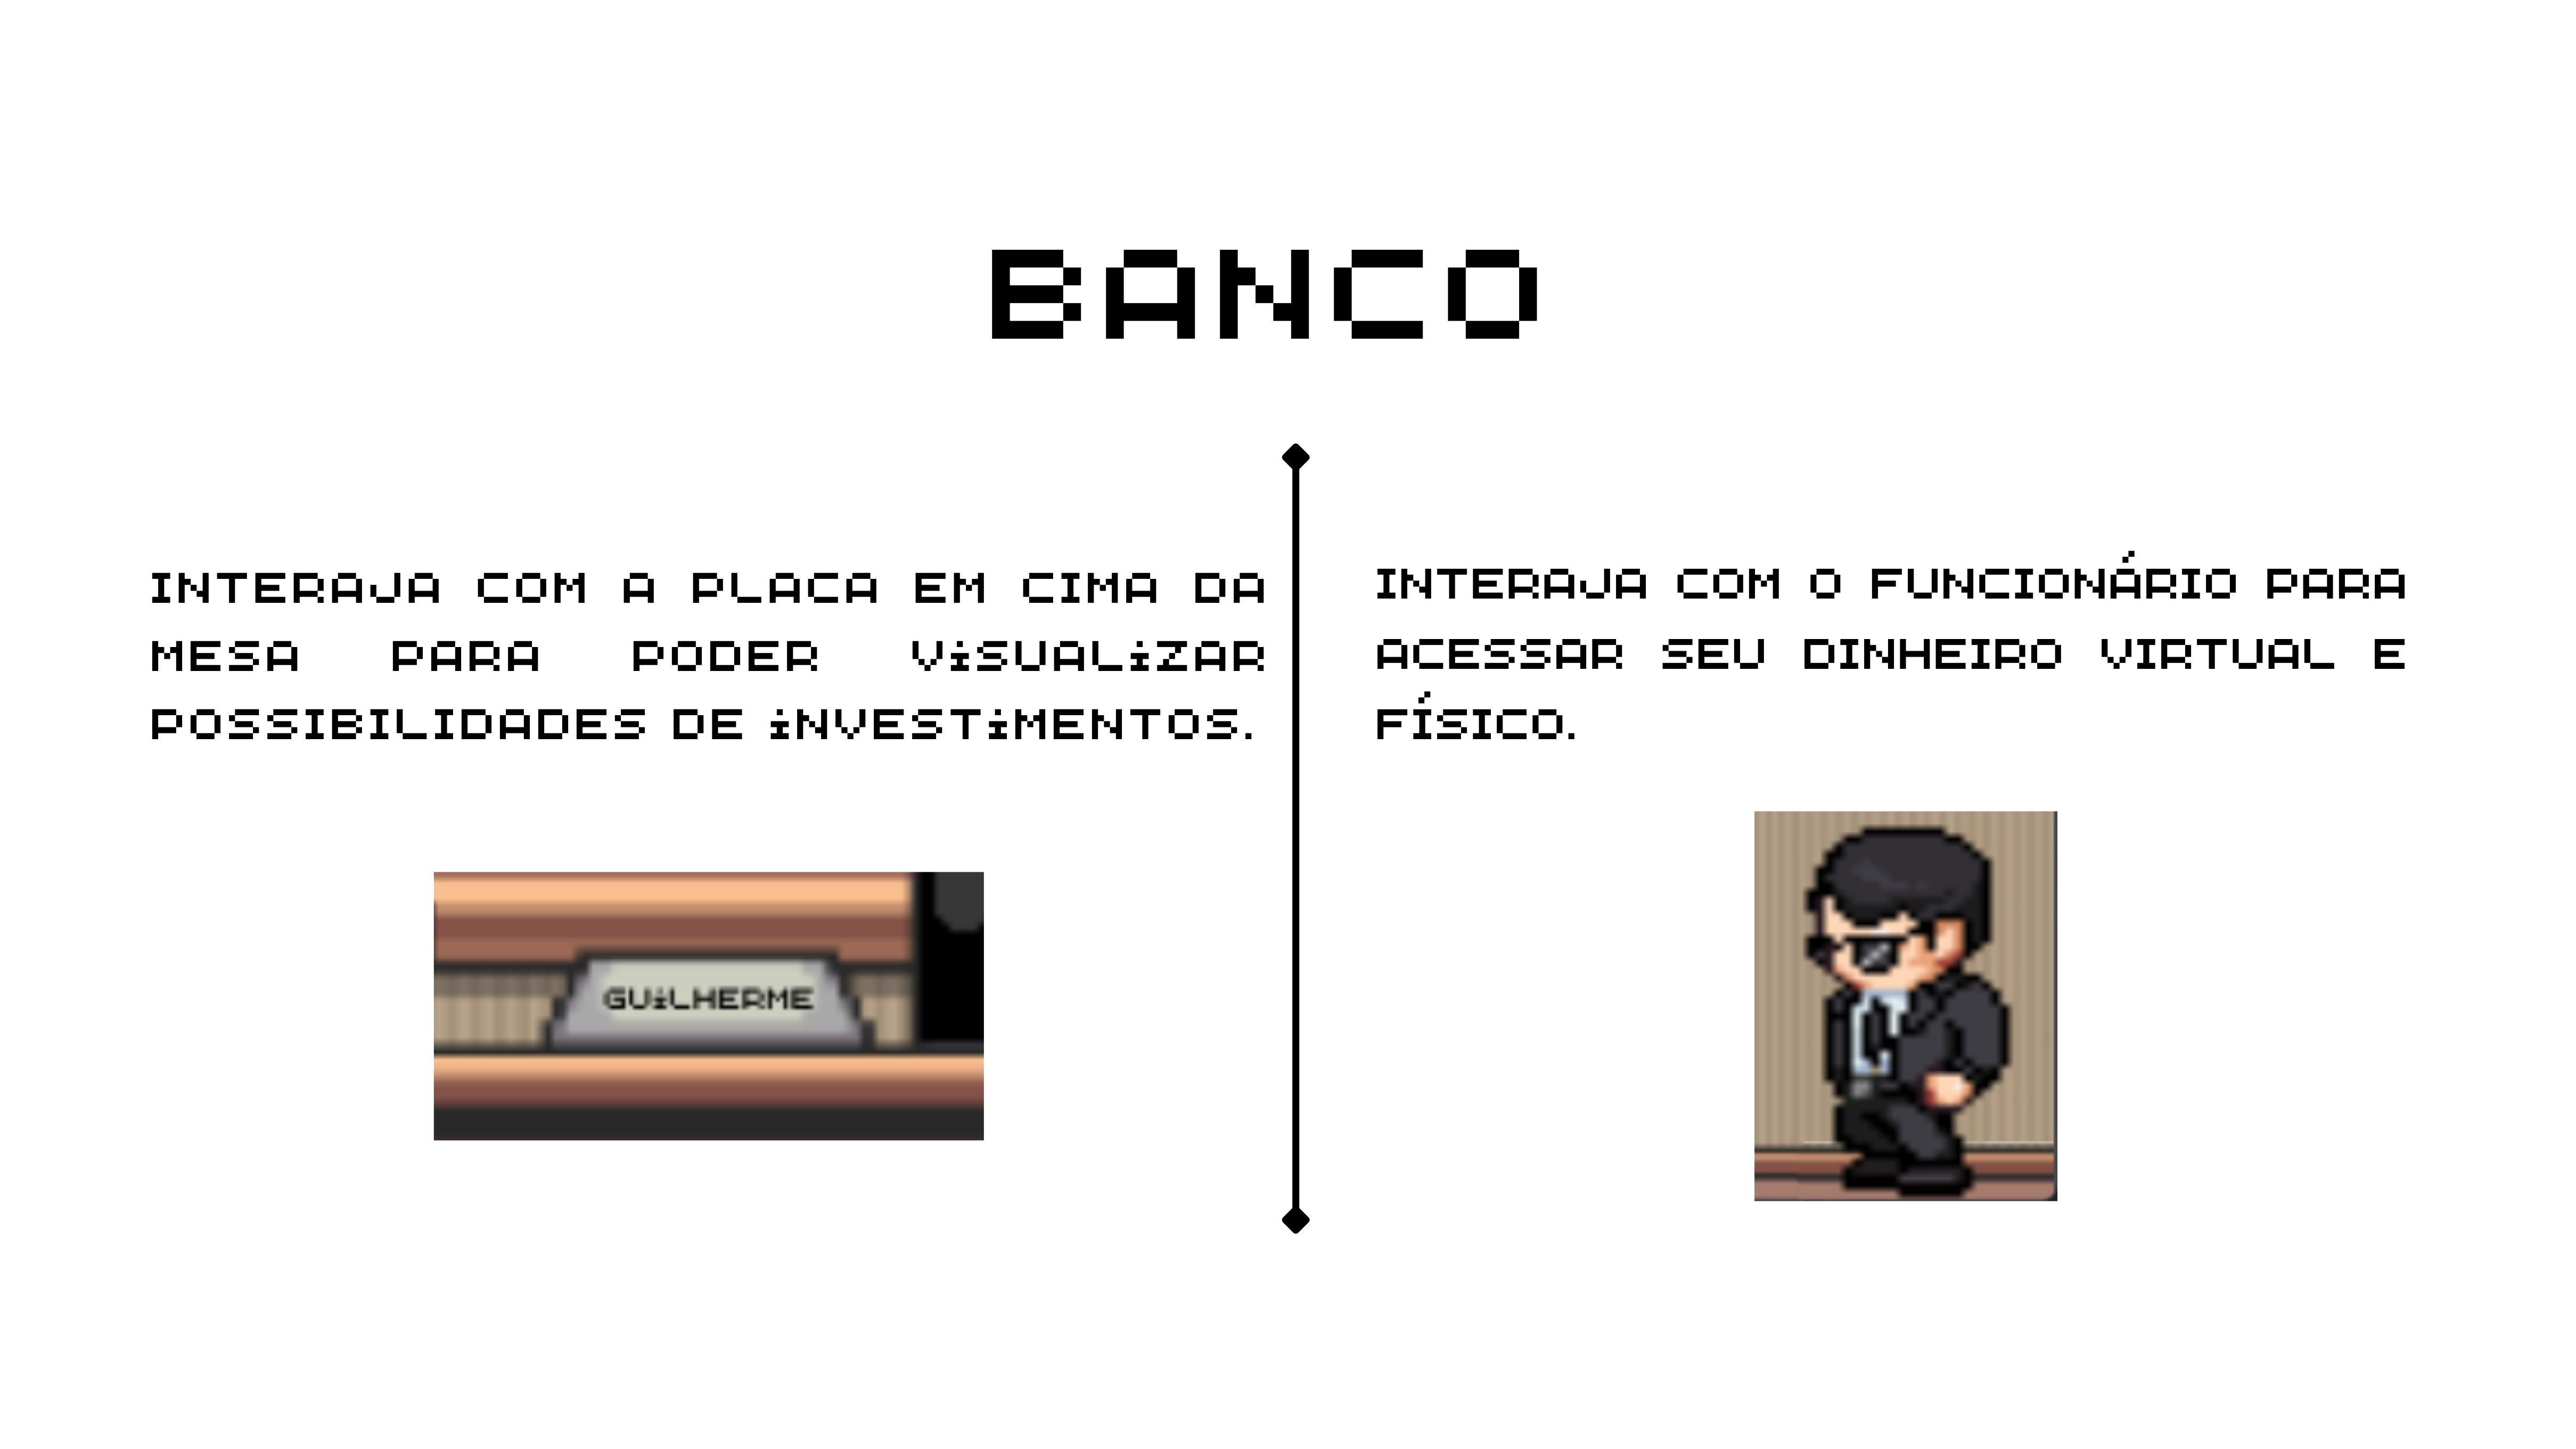 BANCO
INTERAJA COM A PLACA EM CIMA DA
MESA PARA PODER ViSUALiZAR
POSSIBILIDADES DE iNVESTiMENTOS.
GUiLHERME
INTERAJA COM O FUNCIONÁRIO PARA
ACESSAR SEU DINHEIRO VIRTUAL E
FÍSICO.